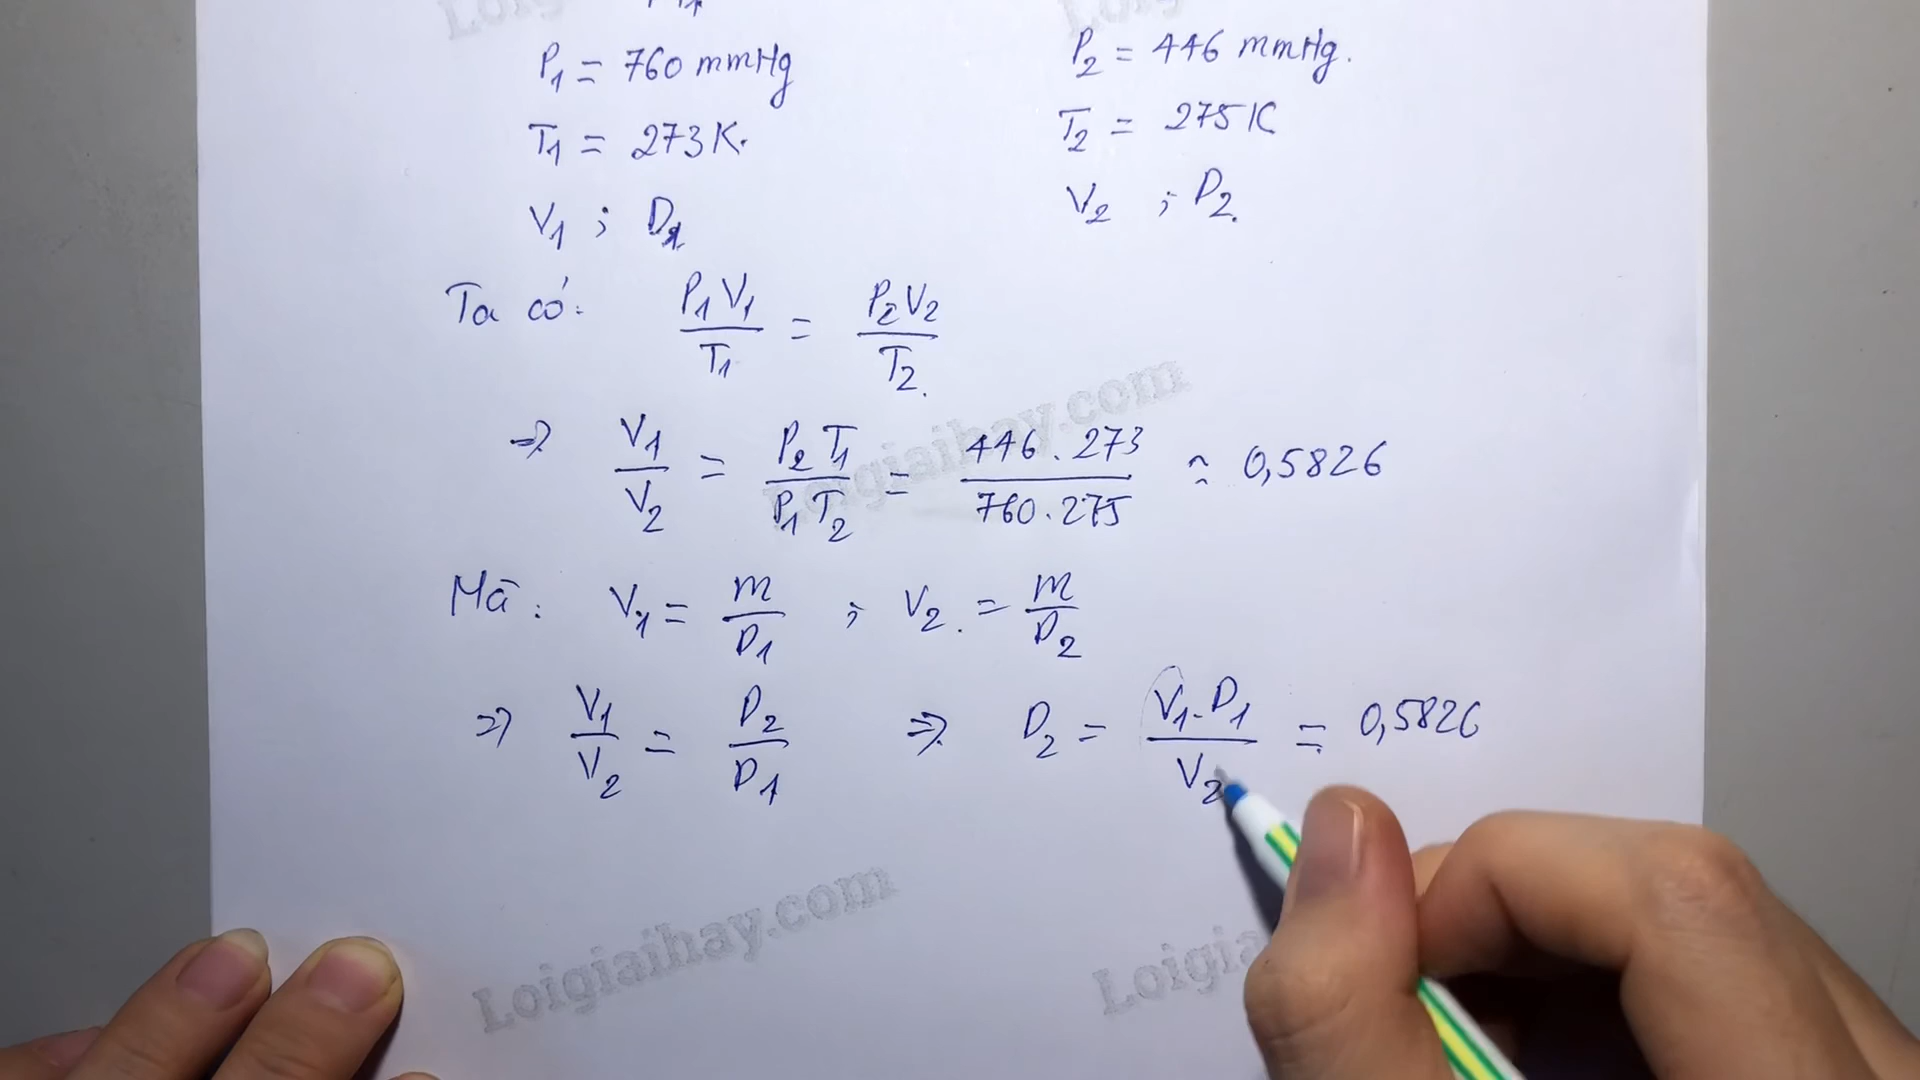 P₁ = 760 mmHg
P₂ = 446 mmHg.
T₁ = 273 K.
T₂ = 275 K
V₁ ; D₁
V₂ ; D₂.
Ta có: P₁V₁/T₁ = P₂V₂/T₂.
=> V₁/V₂ = P₂T₁/P₁T₂ = 446.273/760.275 ≈ 0,5826
Mà: V₁ = m/D₁ ; V₂ = m/D₂
=> V₁/V₂ = D₂/D₁ => D₂ = V₁.D₁/V₂ = 0,5826
Loigiaihay.com
Loigiaihay.com